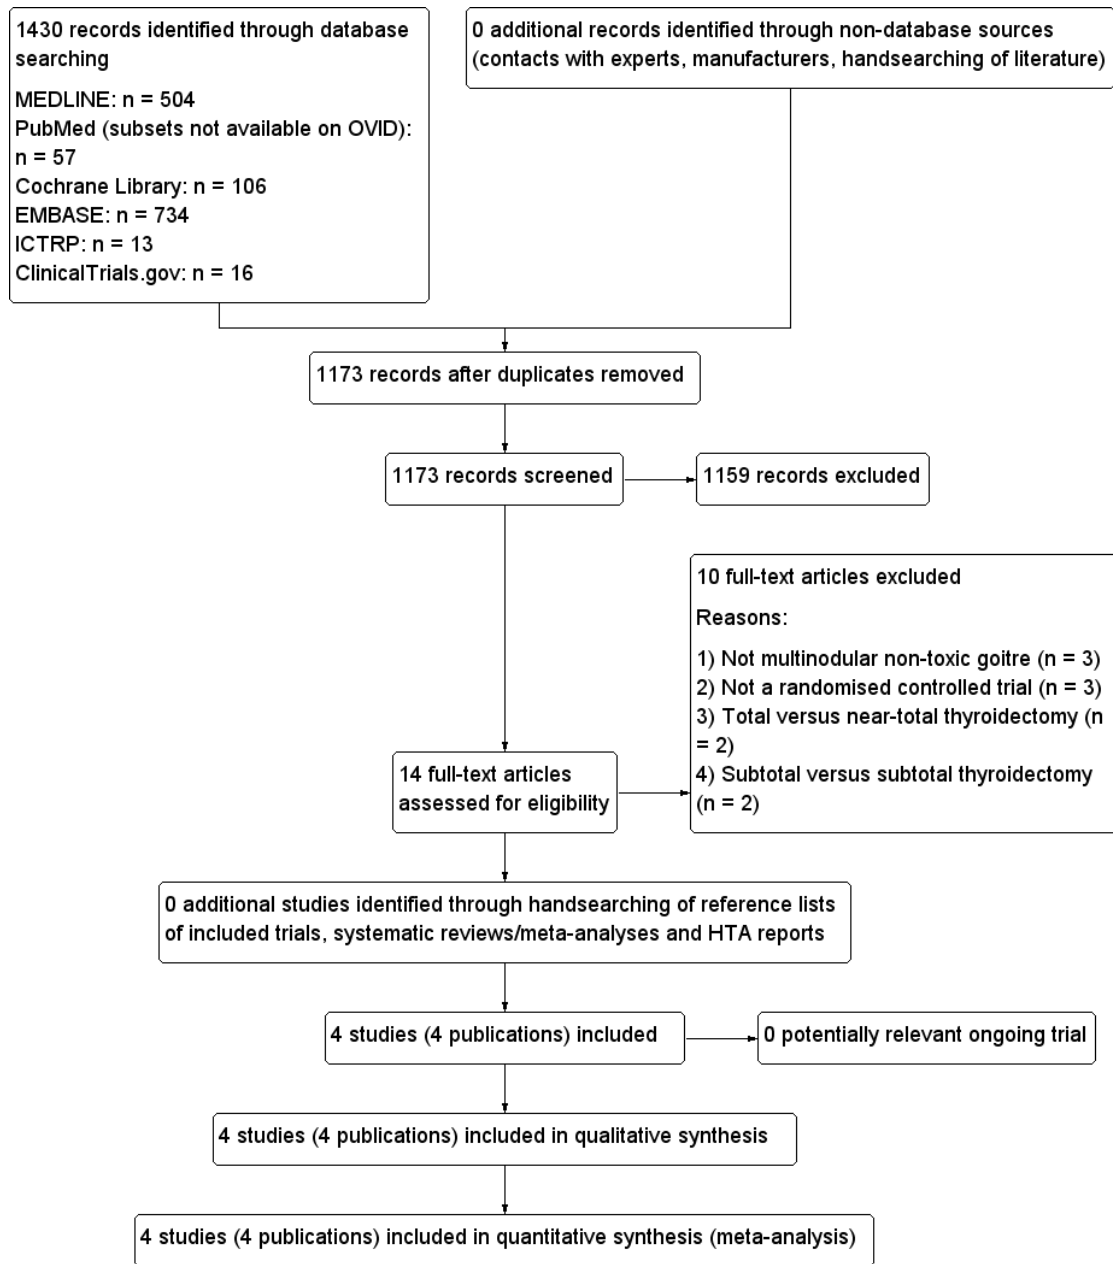 1430 records identified through database
searching
MEDLINE: n = 504
PubMed (subsets not available on OVID):
n = 57
Cochrane Library: n = 106
EMBASE: n = 734
ICTRP: n = 13
ClinicalTrials.gov: n = 16
0 additional records identified through non-database sources
(contacts with experts, manufacturers, handsearching of literature)
1173 records after duplicates removed
1173 records screened
1159 records excluded
14 full-text articles
assessed for eligibility
10 full-text articles excluded
Reasons:
1) Not multinodular non-toxic goitre (n = 3)
2) Not a randomised controlled trial (n = 3)
3) Total versus near-total thyroidectomy (n
= 2)
4) Subtotal versus subtotal thyroidectomy
(n = 2)
0 additional studies identified through handsearching of reference lists
of included trials, systematic reviews/meta-analyses and HTA reports
4 studies (4 publications) included
0 potentially relevant ongoing trial
4 studies (4 publications) included in qualitative synthesis
4 studies (4 publications) included in quantitative synthesis (meta-analysis)